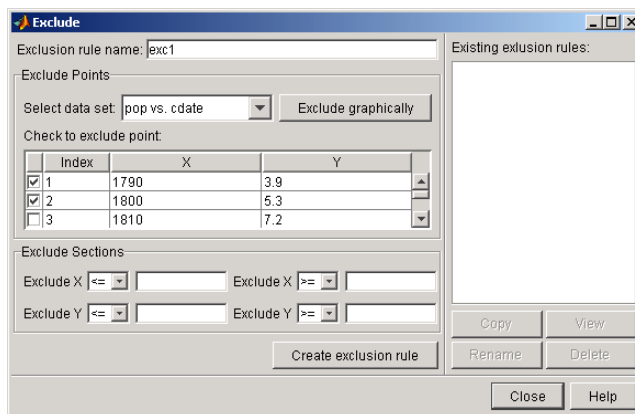 Exclude
Exclusion rule name: exc1
Existing exlusion rules:
Exclude Points
Select data set: pop vs. cdate Exclude graphically
Check to exclude point:
Index X Y
1 1790 3.9
2 1800 5.3
3 1810 7.2
Exclude Sections
Exclude X <= Exclude X >=
Exclude Y <= Exclude Y >=
Copy View
Create exclusion rule
Rename Delete
Close Help